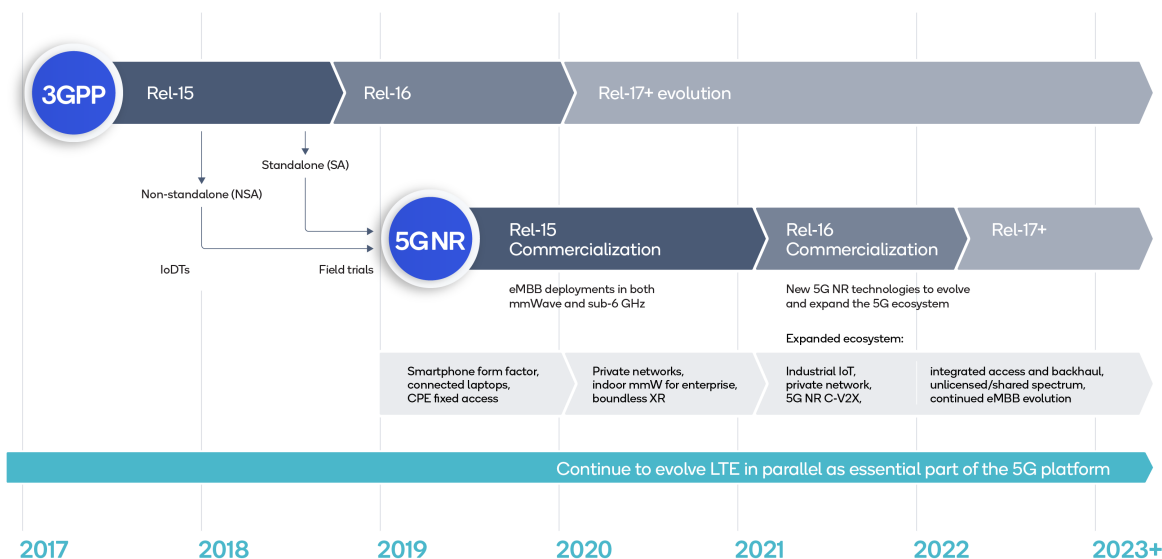 3GPP
Rel-15
Rel-16
Rel-17+ evolution
Standalone (SA)
Non-standalone (NSA)
5G NR
Rel-15
Commercialization
Rel-16
Commercialization
Rel-17+
IoDTs
Field trials
eMBB deployments in both
mmWave and sub-6 GHz
New 5G NR technologies to evolve
and expand the 5G ecosystem
Expanded ecosystem:
Smartphone form factor,
connected laptops,
CPE fixed access
Private networks,
indoor mmW for enterprise,
boundless XR
Industrial IoT,
private network,
5G NR C-V2X,
integrated access and backhaul,
unlicensed/shared spectrum,
continued eMBB evolution
Continue to evolve LTE in parallel as essential part of the 5G platform
2017
2018
2019
2020
2021
2022
2023+